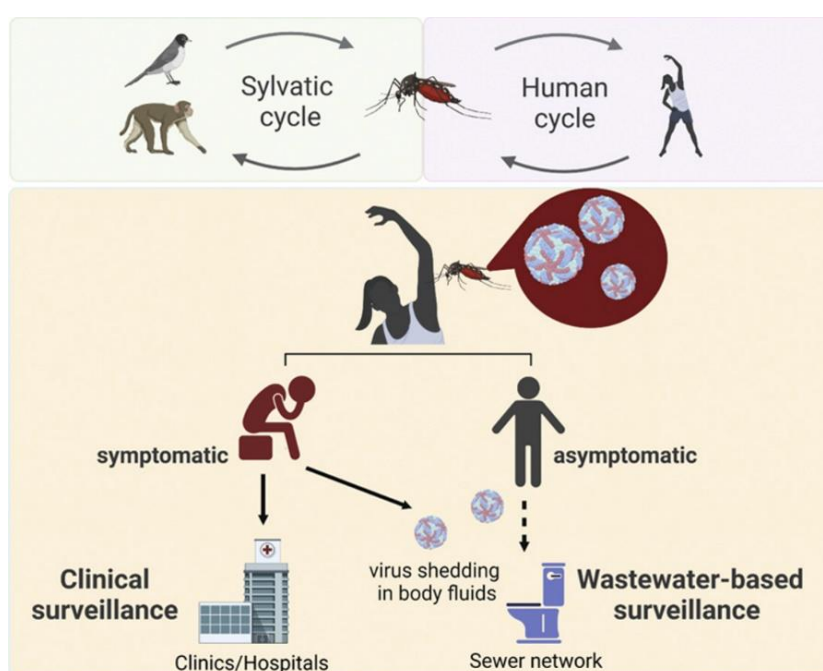 Sylvatic
cycle
Human
cycle
symptomatic
asymptomatic
virus shedding
in body fluids
Clinical
surveillance
Wastewater-based
surveillance
Clinics/Hospitals
Sewer network